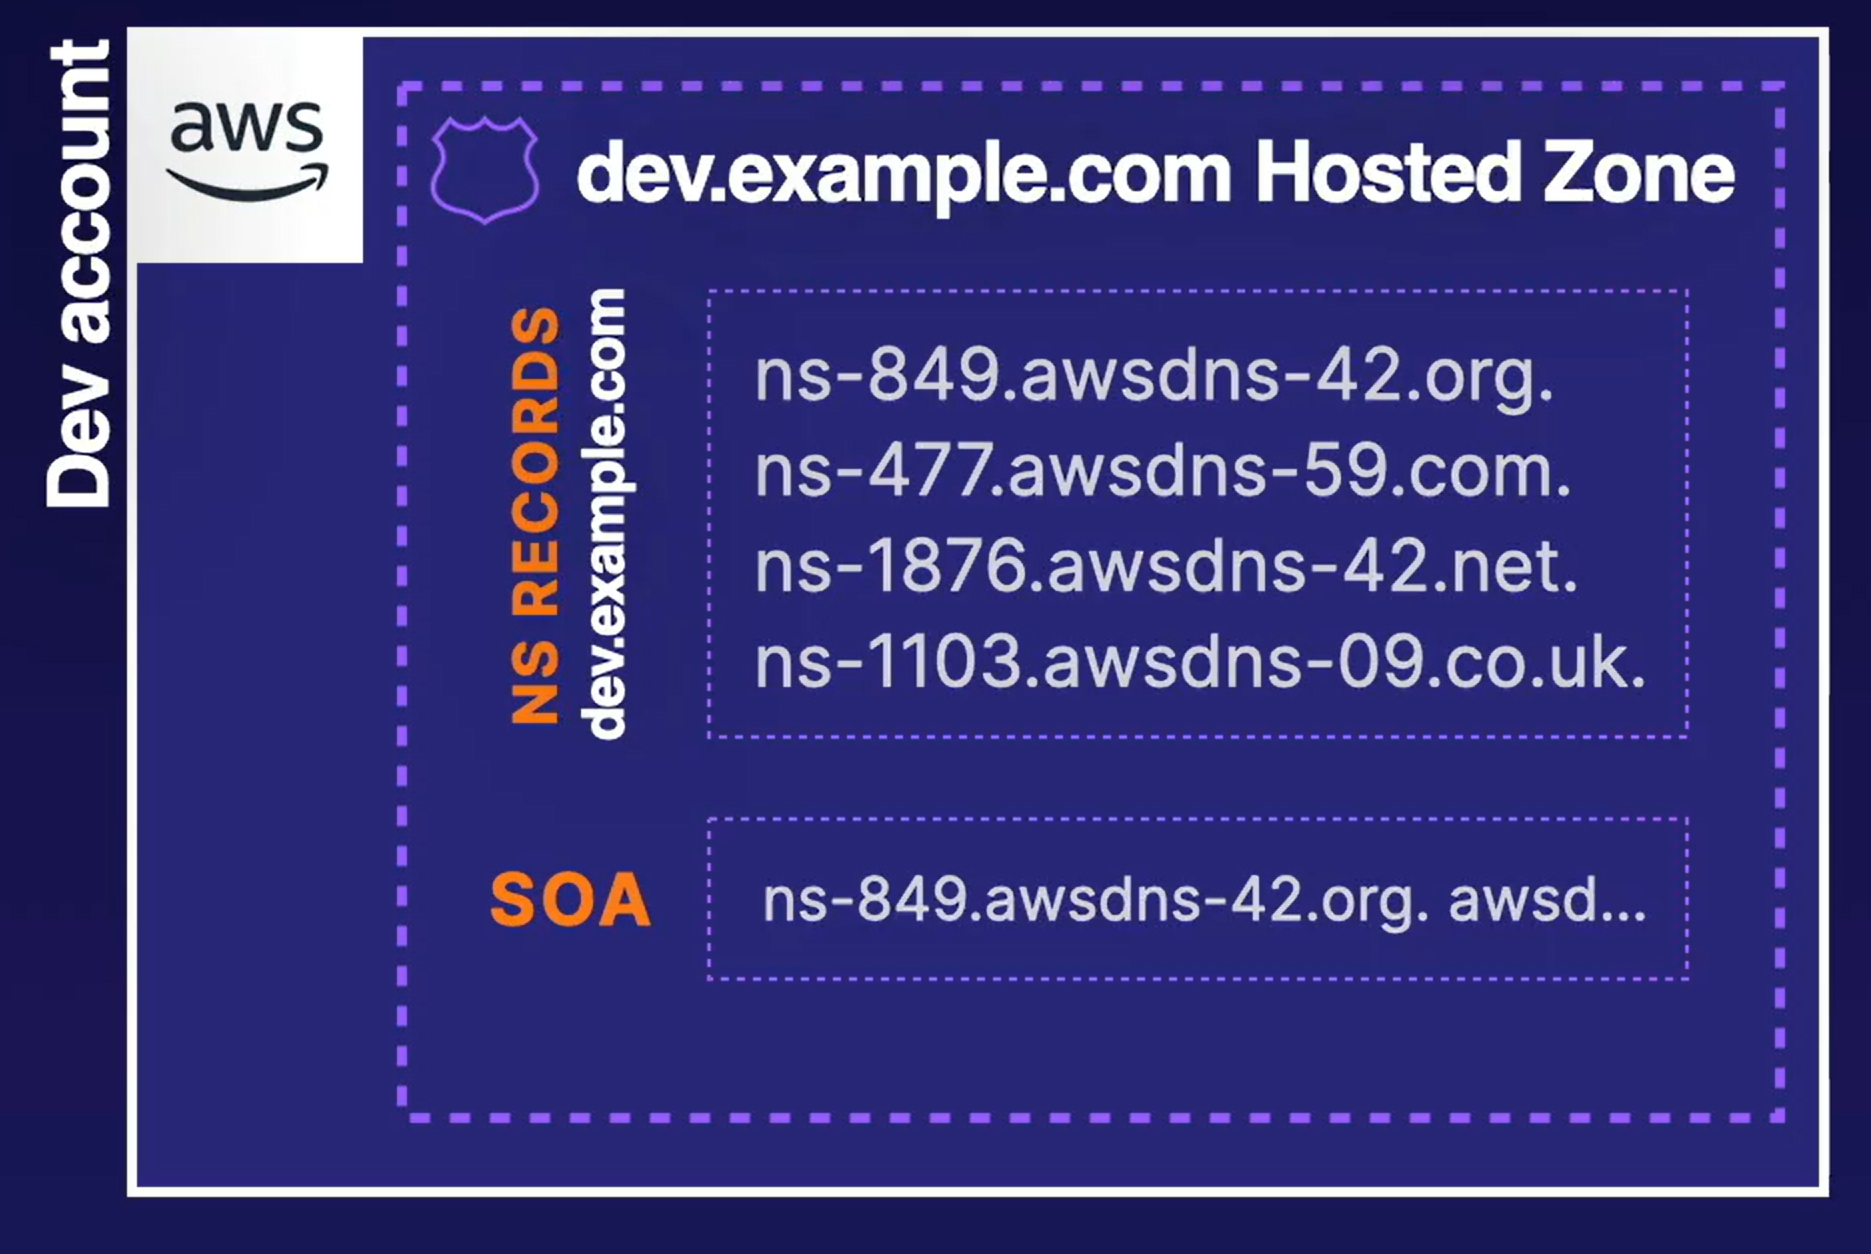 Dev account
aws
dev.example.com Hosted Zone
NS RECORDS
dev.example.com
ns-849.awsdns-42.org.
ns-477.awsdns-59.com.
ns-1876.awsdns-42.net.
ns-1103.awsdns-09.co.uk.
SOA
ns-849.awsdns-42.org. awsd...